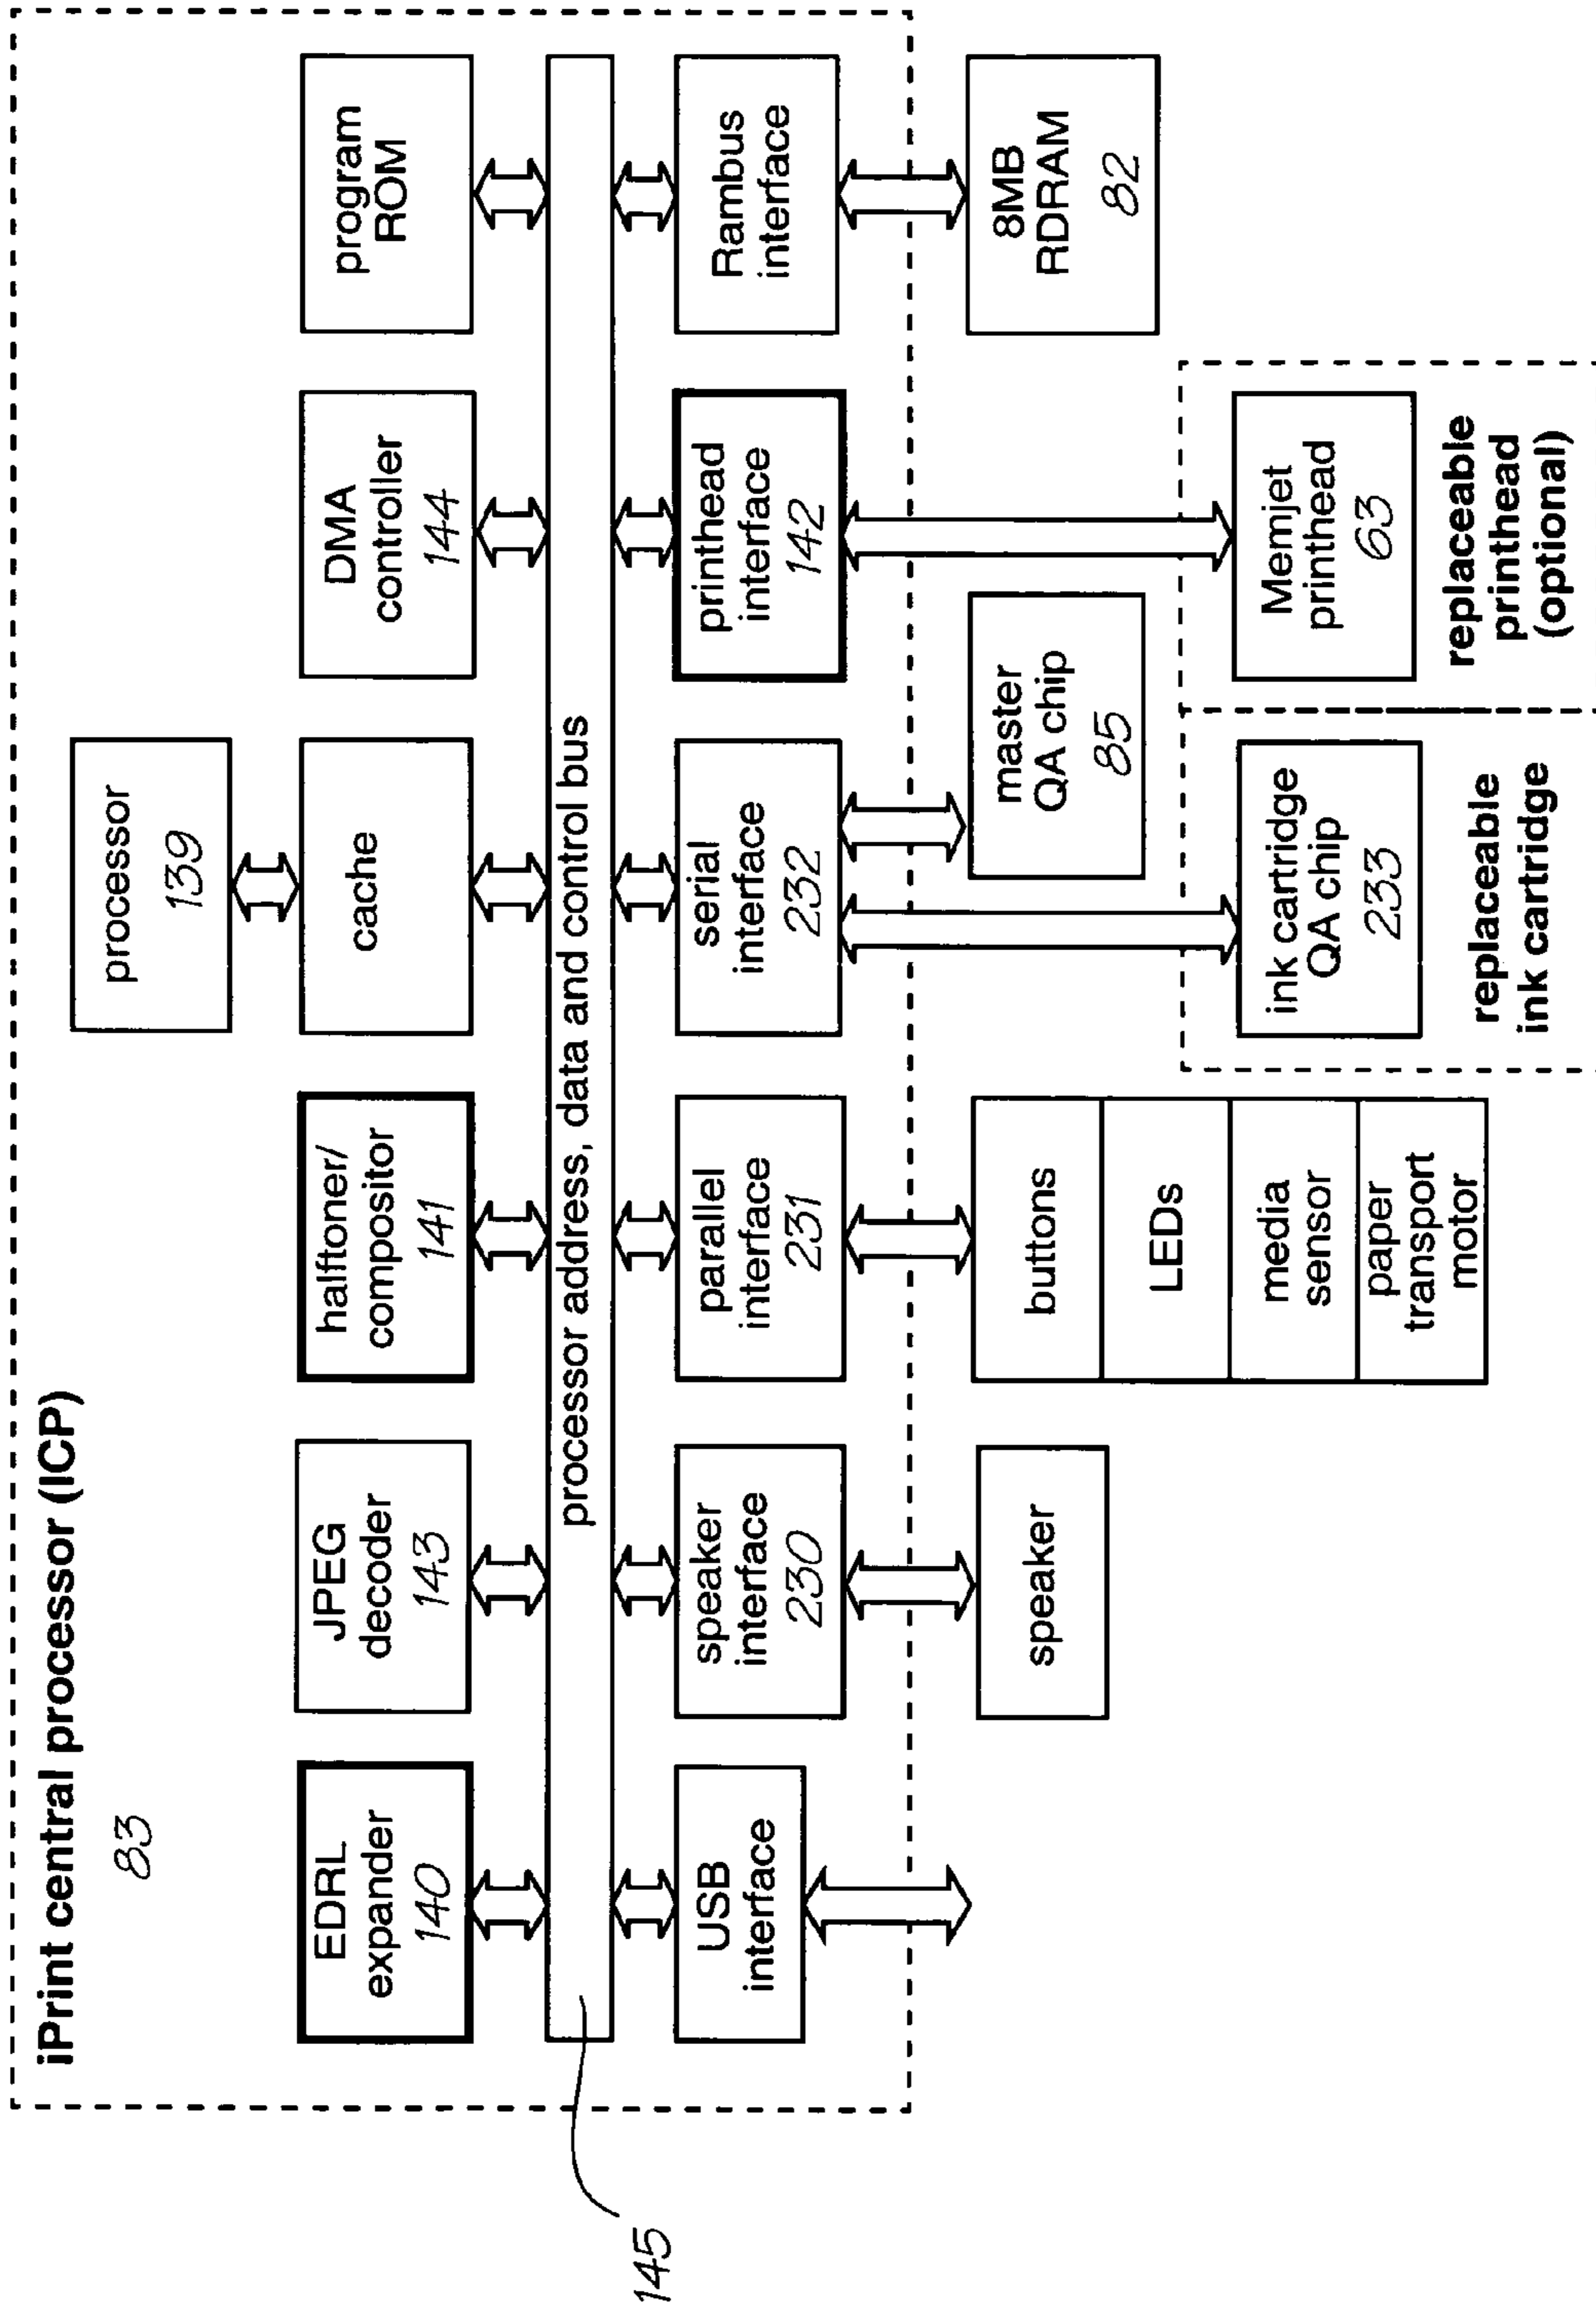 iPrint central processor (ICP)
83
processor
139
EDRL
expander
140
JPEG
decoder
143
halftoner/
compositor
141
cache
DMA
controller
144
program
ROM
processor address, data and control bus
145
USB
interface
speaker
interface
230
parallel
interface
231
serial
interface
232
printhead
interface
142
Rambus
interface
speaker
buttons
LEDs
media
sensor
paper
transport
motor
master
QA chip
85
8MB
RDRAM
82
ink cartridge
QA chip
233
replaceable
ink cartridge
Memjet
printhead
63
replaceable
printhead
(optional)